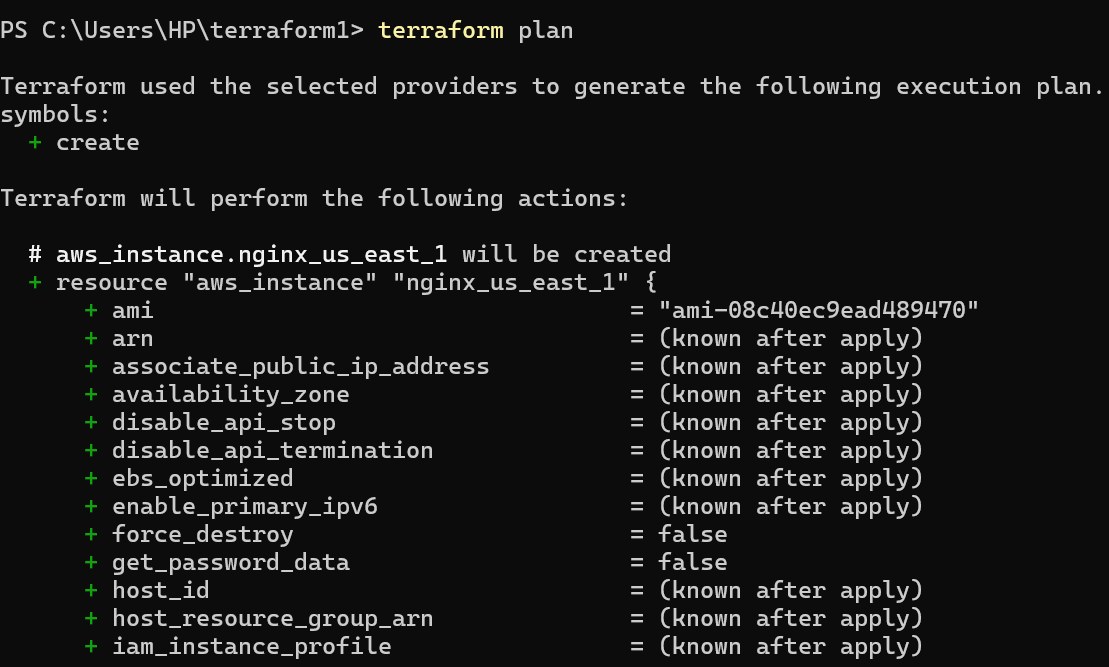 PS C:\Users\HP\terraform1> terraform plan
Terraform used the selected providers to generate the following execution plan.
symbols:
+ create
Terraform will perform the following actions:
# aws_instance.nginx_us_east_1 will be created
+ resource "aws_instance" "nginx_us_east_1" {
+ ami = "ami-08c40ec9ead489470"
+ arn = (known after apply)
+ associate_public_ip_address = (known after apply)
+ availability_zone = (known after apply)
+ disable_api_stop = (known after apply)
+ disable_api_termination = (known after apply)
+ ebs_optimized = (known after apply)
+ enable_primary_ipv6 = (known after apply)
+ force_destroy = false
+ get_password_data = false
+ host_id = (known after apply)
+ host_resource_group_arn = (known after apply)
+ iam_instance_profile = (known after apply)